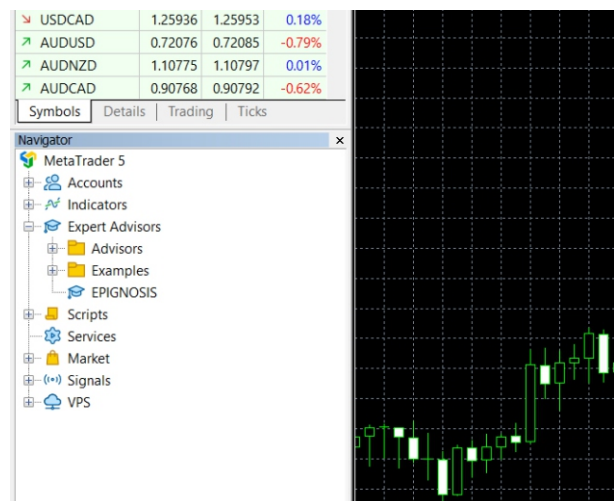 USDCAD 1.25936 1.25953 0.18%
AUDUSD 0.72076 0.72085 -0.79%
AUDNZD 1.10775 1.10797 0.01%
AUDCAD 0.90768 0.90792 -0.62%
Symbols Details Trading Ticks
Navigator
MetaTrader 5
Accounts
Indicators
Expert Advisors
Advisors
Examples
EPIGNOSIS
Scripts
Services
Market
Signals
VPS